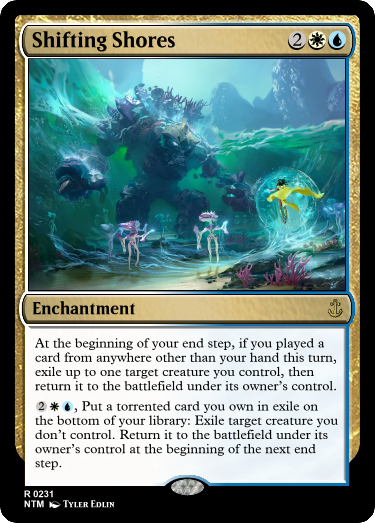 Shifting Shores 2
Enchantment
At the beginning of your end step, if you played a
card from anywhere other than your hand this turn,
exile up to one target creature you control, then
return it to the battlefield under its owner's control.
2, Put a torrented card you own in exile on
the bottom of your library: Exile target creature
you don't control. Return it to the battlefield under its
owner's control at the beginning of the next end
step.
R 0231
NTM Tyler Edlin